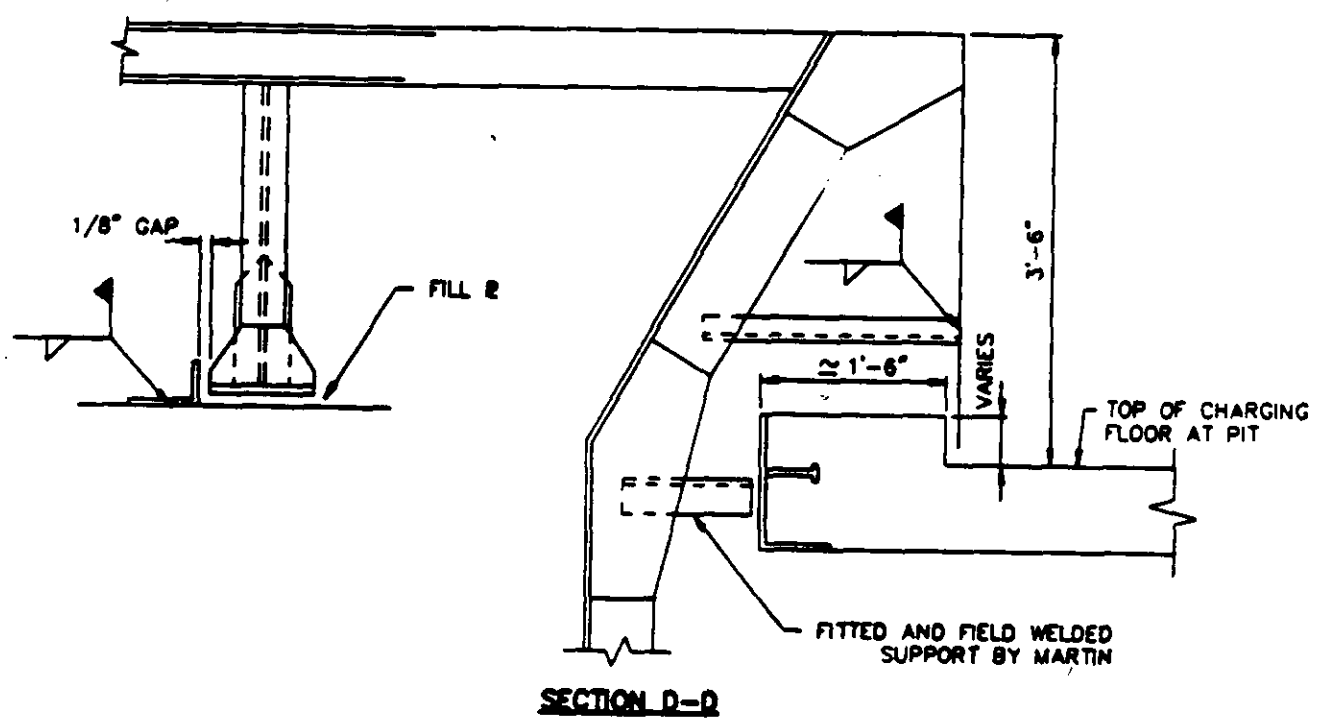 1/8" GAP
FILL ℞
3'-6"
≃ 1'-6"
VARIES
TOP OF CHARGING
FLOOR AT PIT
FITTED AND FIELD WELDED
SUPPORT BY MARTIN
SECTION D-D